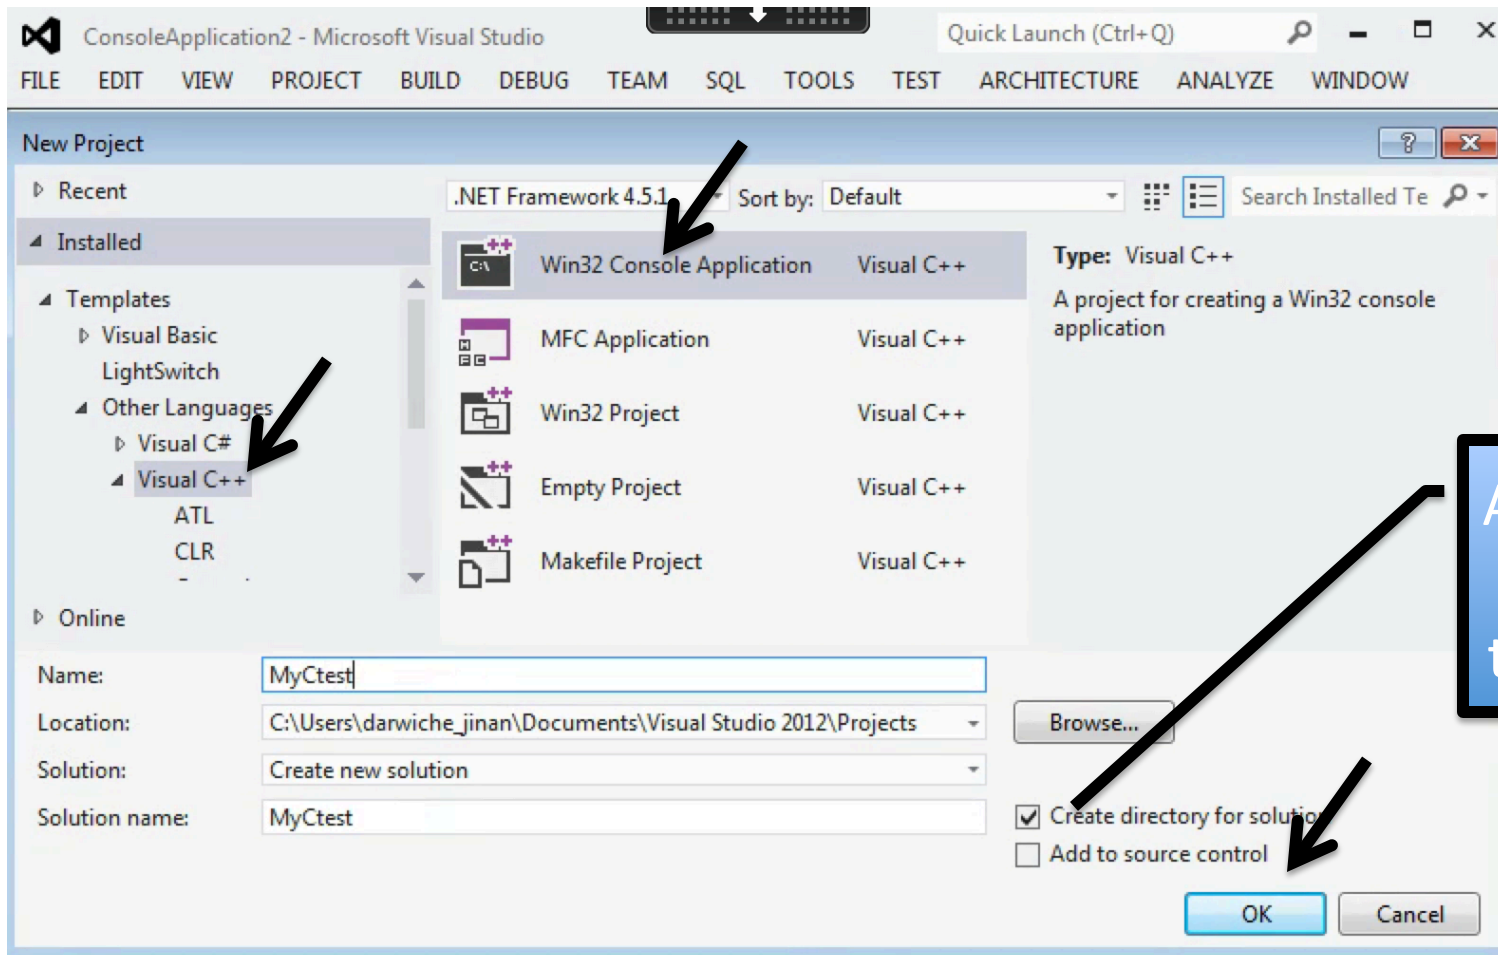 ConsoleApplication2 - Microsoft Visual Studio
Quick Launch (Ctrl+Q)
FILE EDIT VIEW PROJECT BUILD DEBUG TEAM SQL TOOLS TEST ARCHITECTURE ANALYZE WINDOW
New Project
Recent
.NET Framework 4.5.1
Sort by: Default
Search Installed Te
Installed
Templates
Visual Basic
LightSwitch
Other Languages
Visual C#
Visual C++
ATL
CLR
Online
Win32 Console Application Visual C++
MFC Application Visual C++
Win32 Project Visual C++
Empty Project Visual C++
Makefile Project Visual C++
Type: Visual C++
A project for creating a Win32 console
application
A
t
Name: MyCtest
Location: C:\Users\darwiche_jinan\Documents\Visual Studio 2012\Projects
Browse...
Solution: Create new solution
Solution name: MyCtest
Create directory for solution
Add to source control
OK Cancel